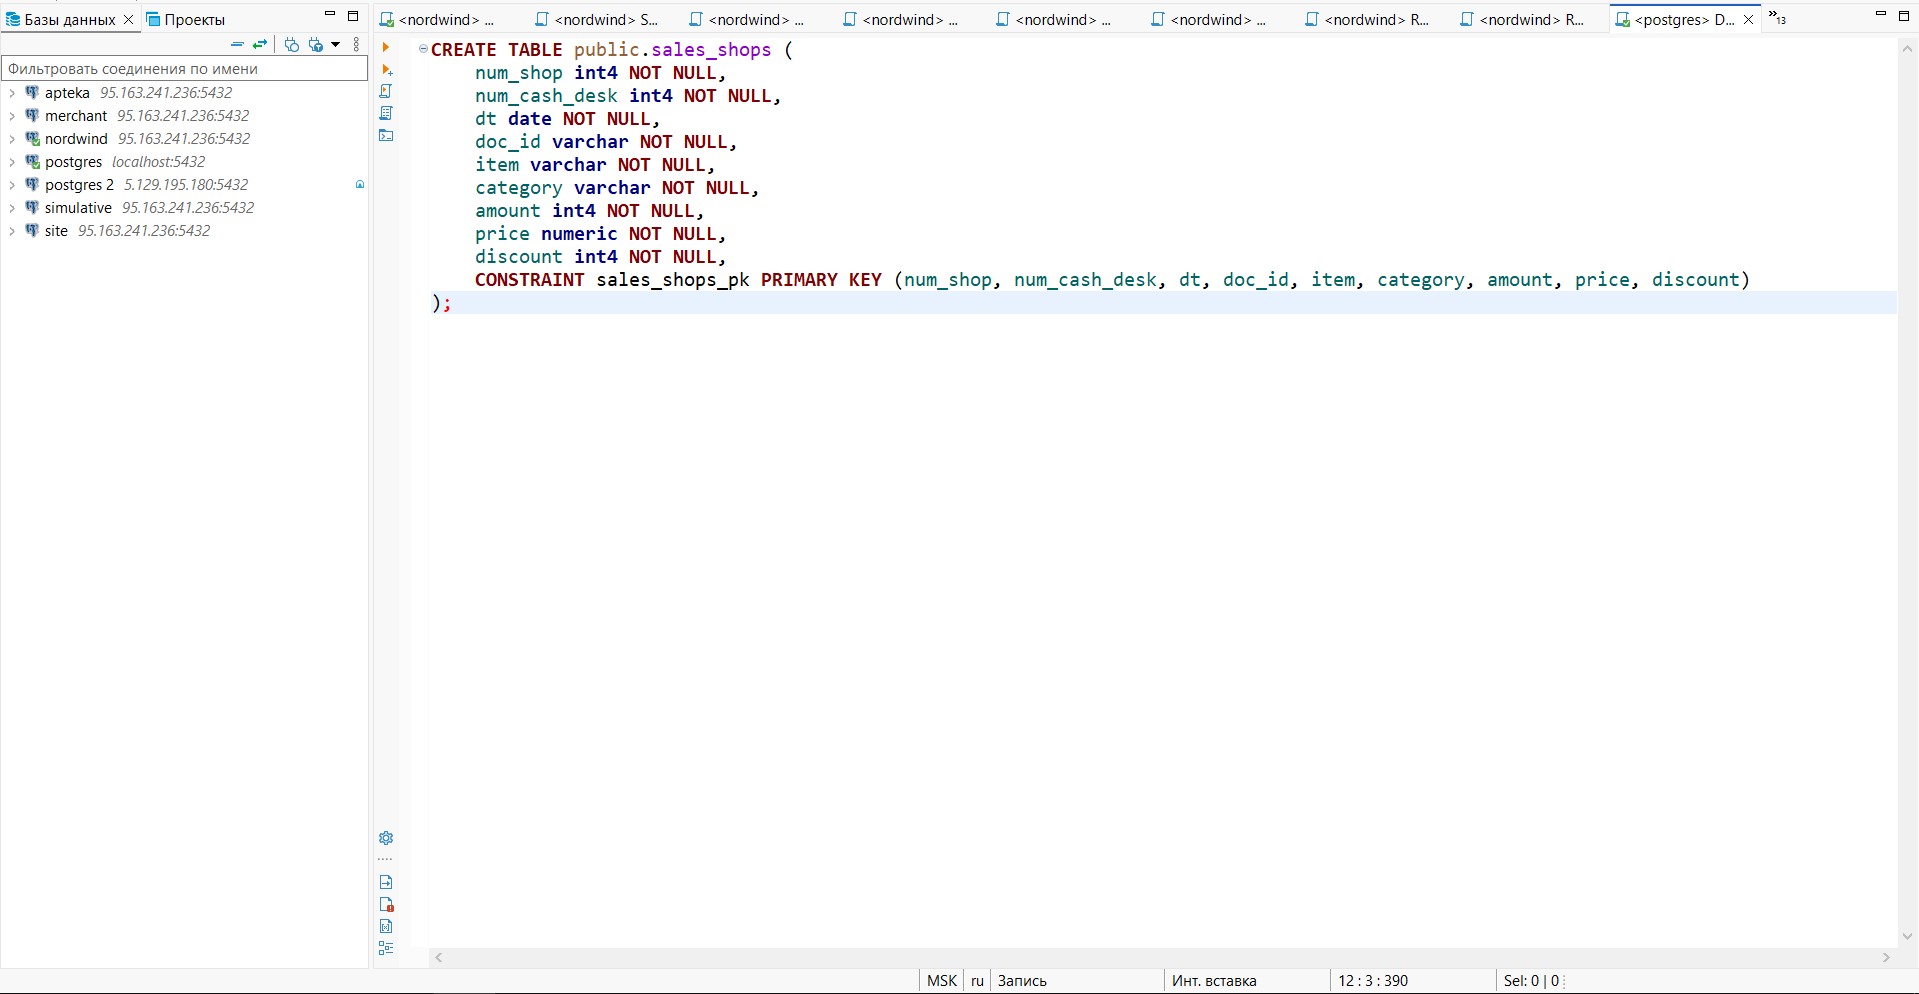 Базы данных
Проекты
Фильтровать соединения по имени
apteka 95.163.241.236:5432
merchant 95.163.241.236:5432
nordwind 95.163.241.236:5432
postgres localhost:5432
postgres 2 5.129.195.180:5432
simulative 95.163.241.236:5432
site 95.163.241.236:5432
<nordwind> ...
<nordwind> S...
<nordwind> ...
<nordwind> ...
<nordwind> ...
<nordwind> ...
<nordwind> R...
<nordwind> R...
<postgres> D...
»13
CREATE TABLE public.sales_shops (
num_shop int4 NOT NULL,
num_cash_desk int4 NOT NULL,
dt date NOT NULL,
doc_id varchar NOT NULL,
item varchar NOT NULL,
category varchar NOT NULL,
amount int4 NOT NULL,
price numeric NOT NULL,
discount int4 NOT NULL,
CONSTRAINT sales_shops_pk PRIMARY KEY (num_shop, num_cash_desk, dt, doc_id, item, category, amount, price, discount)
);
MSK
ru
Запись
Инт. вставка
12 : 3 : 390
Sel: 0 | 0